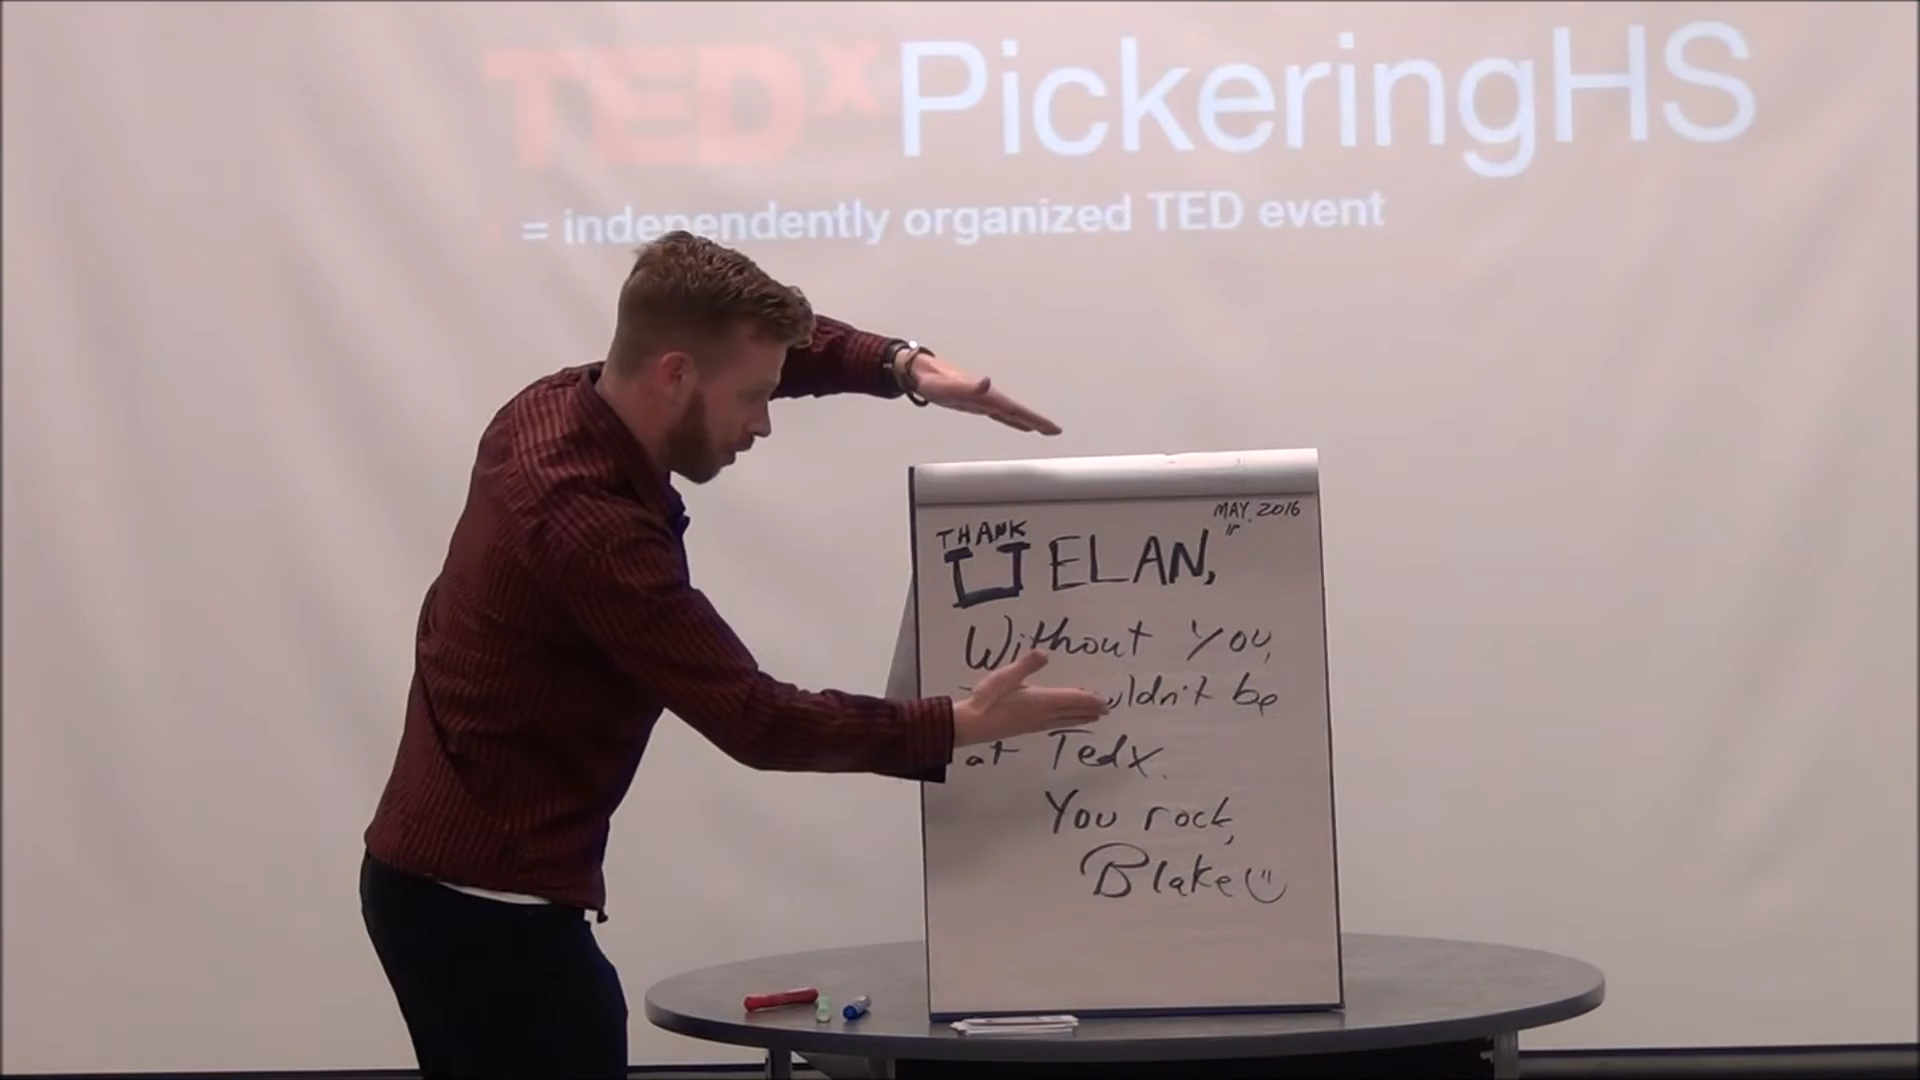 TEDx PickeringHS
= independently organized TED event
MAY. 2016
THANK
U ELAN,
Without you,
be
at Tedx.
You rock,
Blake